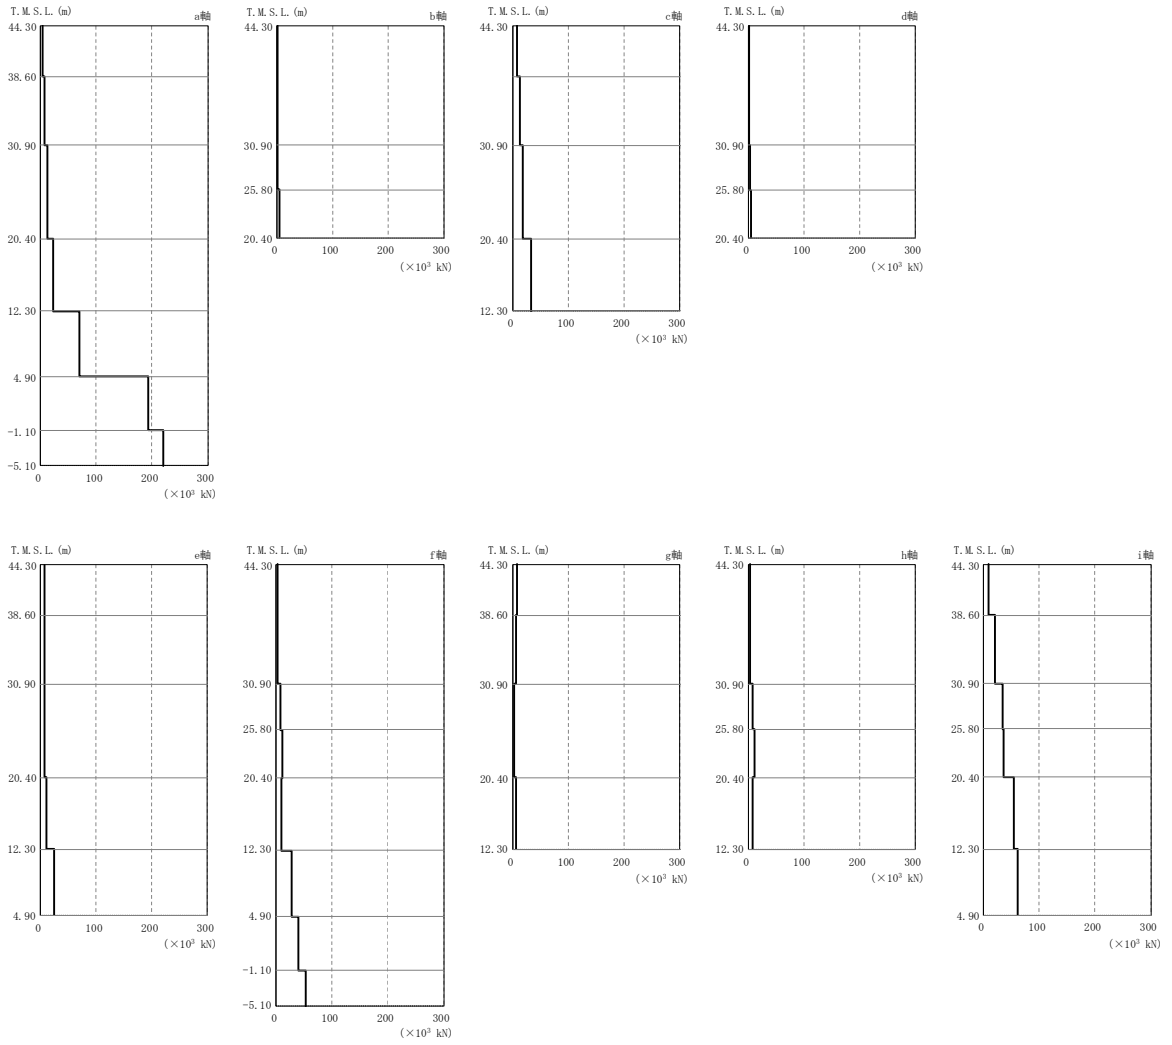 T.M.S.L.(m) a軸
44.30
38.60
30.90
20.40
12.30
4.90
-1.10
-5.10
0 100 200 300
(×10³ kN)
T.M.S.L.(m) b軸
44.30
30.90
25.80
20.40
0 100 200 300
(×10³ kN)
T.M.S.L.(m) c軸
44.30
30.90
20.40
12.30
0 100 200 300
(×10³ kN)
T.M.S.L.(m) d軸
44.30
30.90
25.80
20.40
0 100 200 300
(×10³ kN)
T.M.S.L.(m) e軸
44.30
38.60
30.90
20.40
12.30
4.90
0 100 200 300
(×10³ kN)
T.M.S.L.(m) f軸
44.30
30.90
25.80
20.40
12.30
4.90
-1.10
-5.10
0 100 200 300
(×10³ kN)
T.M.S.L.(m) g軸
44.30
38.60
30.90
20.40
12.30
0 100 200 300
(×10³ kN)
T.M.S.L.(m) h軸
44.30
30.90
25.80
20.40
12.30
0 100 200 300
(×10³ kN)
T.M.S.L.(m) i軸
44.30
38.60
30.90
25.80
20.40
12.30
4.90
0 100 200 300
(×10³ kN)